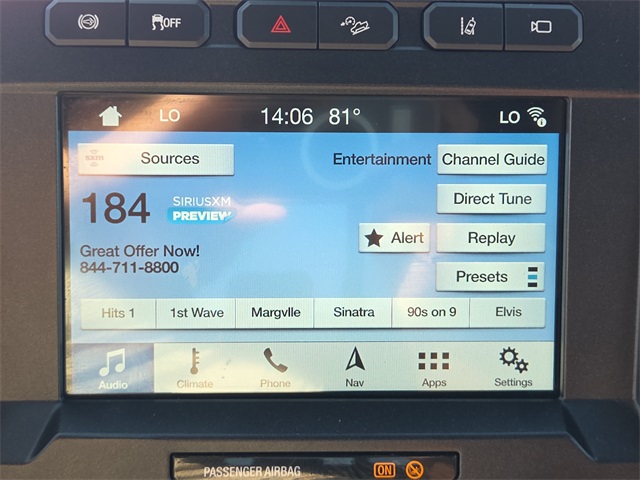 OFF
LO 14:06 81° LO
sxm Sources Entertainment Channel Guide
184 SIRIUSXM
PREVIEW
Direct Tune
Great Offer Now!
844-711-8800
Alert Replay
Presets
Hits 1 1st Wave Margvlle Sinatra 90s on 9 Elvis
Audio Climate Phone Nav Apps Settings
PASSENGER AIRBAG ON